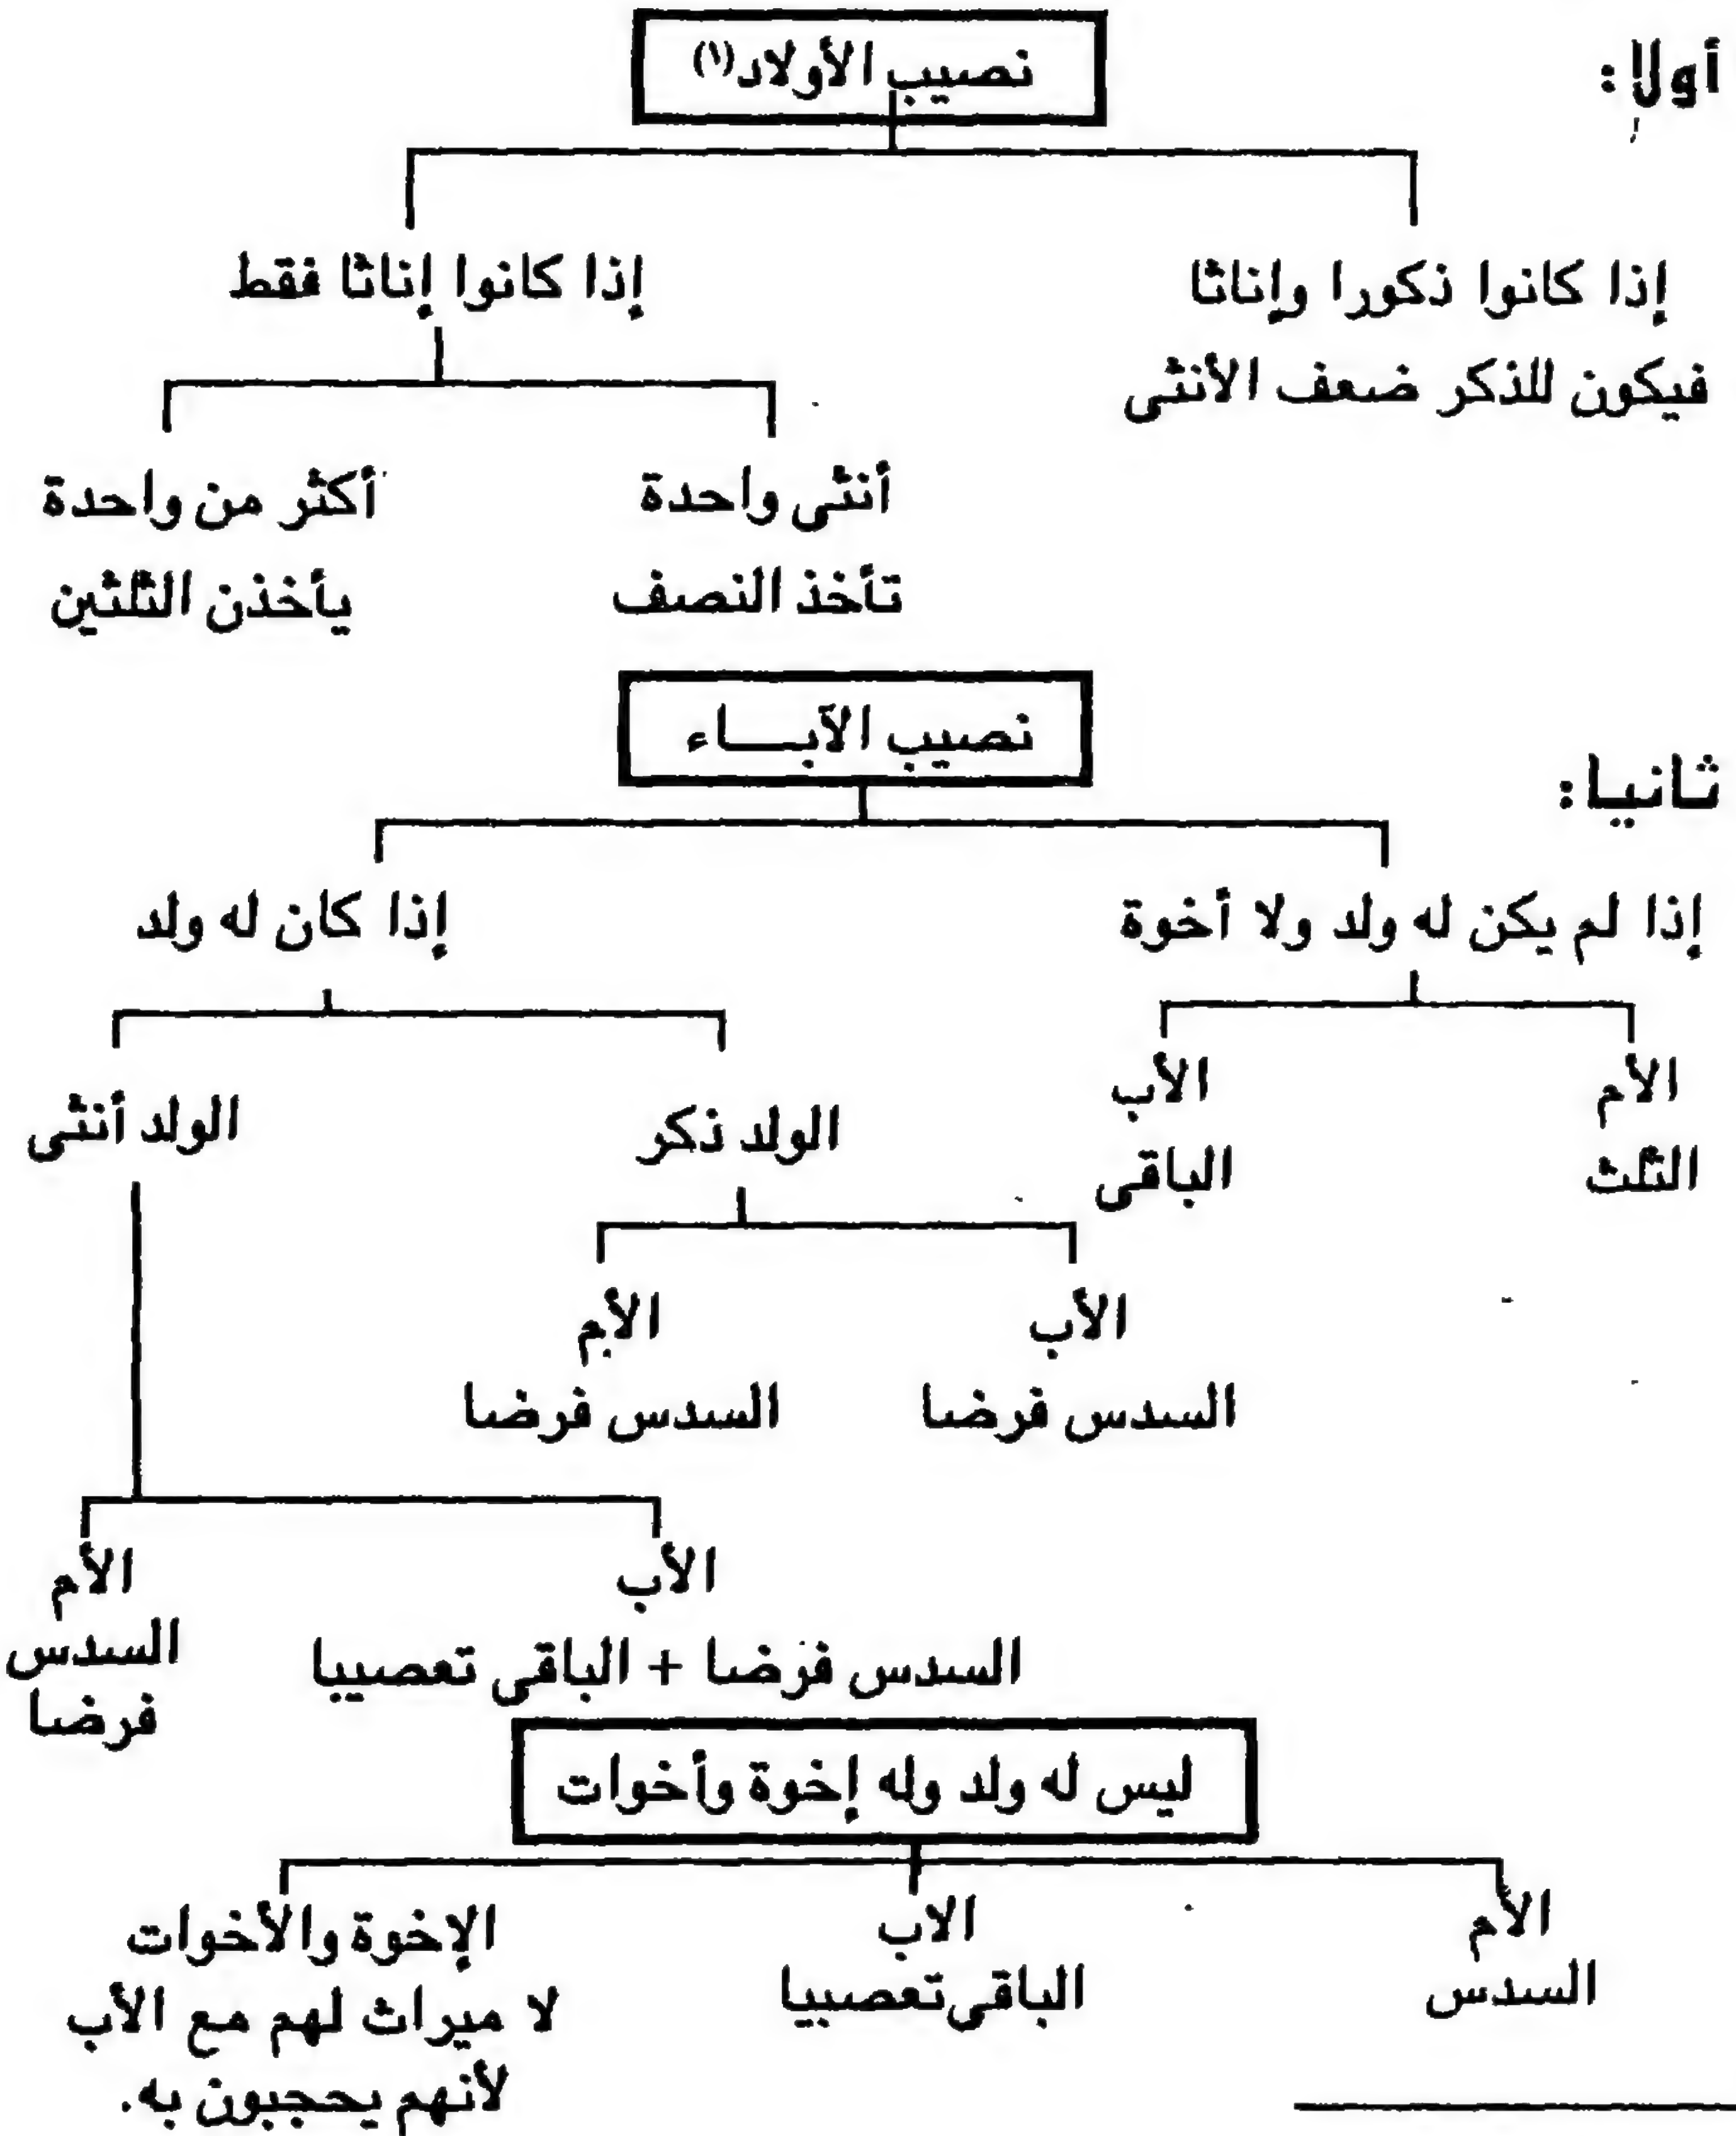 أولا:
نصيب الأولاد(١)
إذا كانوا ذكورا وإناثا
فيكون للذكر ضعف الأنثى
إذا كانوا إناثا فقط
أنثى واحدة
تأخذ النصف
أكثر من واحدة
يأخذن الثلثين
ثانيا:
نصيب الآبـــاء
إذا لم يكن له ولد ولا أخوة
الأم
الثلث
الأب
الباقى
إذا كان له ولد
الولد ذكر
الأب
السدس فرضا
الأم
السدس فرضا
الولد أنثى
الأب
السدس فرضا + الباقى تعصيبا
الأم
السدس
فرضا
ليس له ولد وله إخوة وأخوات
الأم
السدس
الاب
الباقى تعصيبا
الإخوة والأخوات
لا ميراث لهم مع الأب
لأنهم يحجبون به.